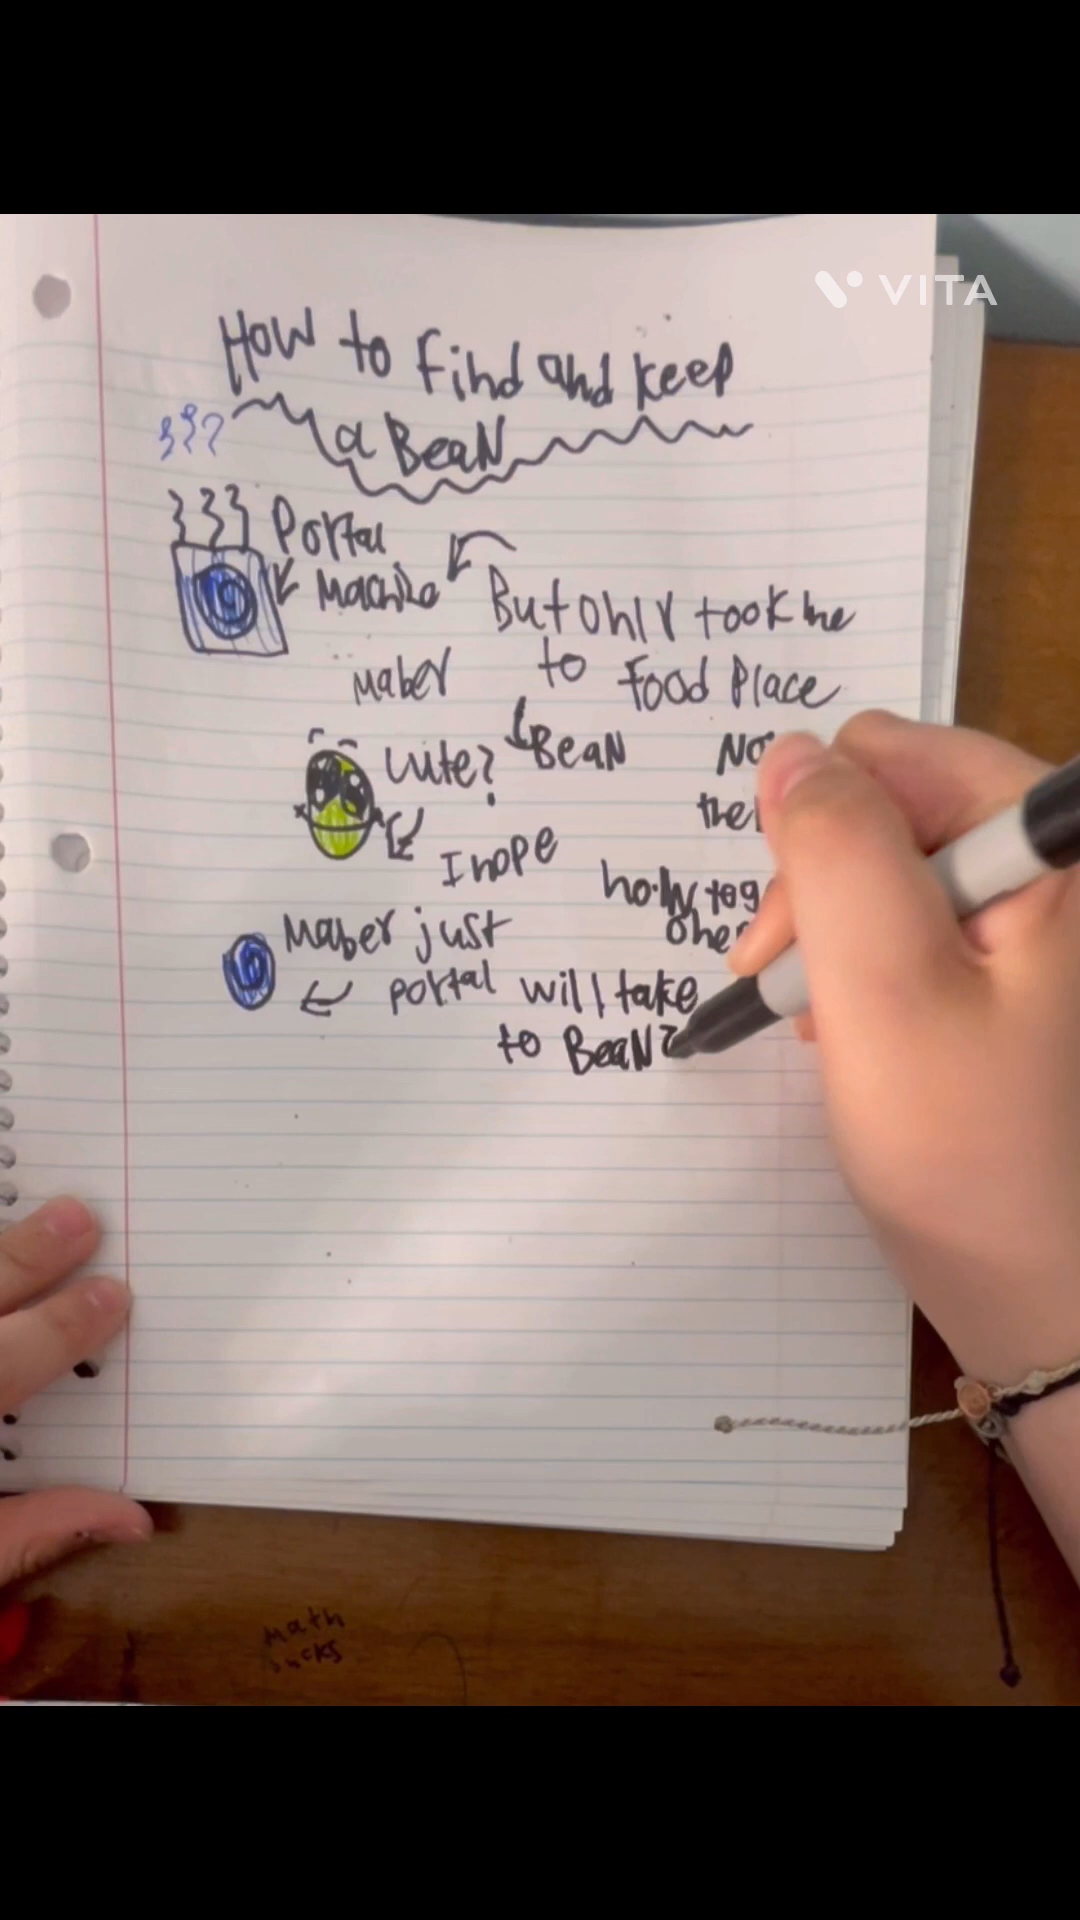 VITA
How to find and keep
a BeaN
Portal
Machine
But only took me
to Food Place
Maber
cute? BeaN
I hope
Maber just
portal will take
to BeaN?
Math
sucks